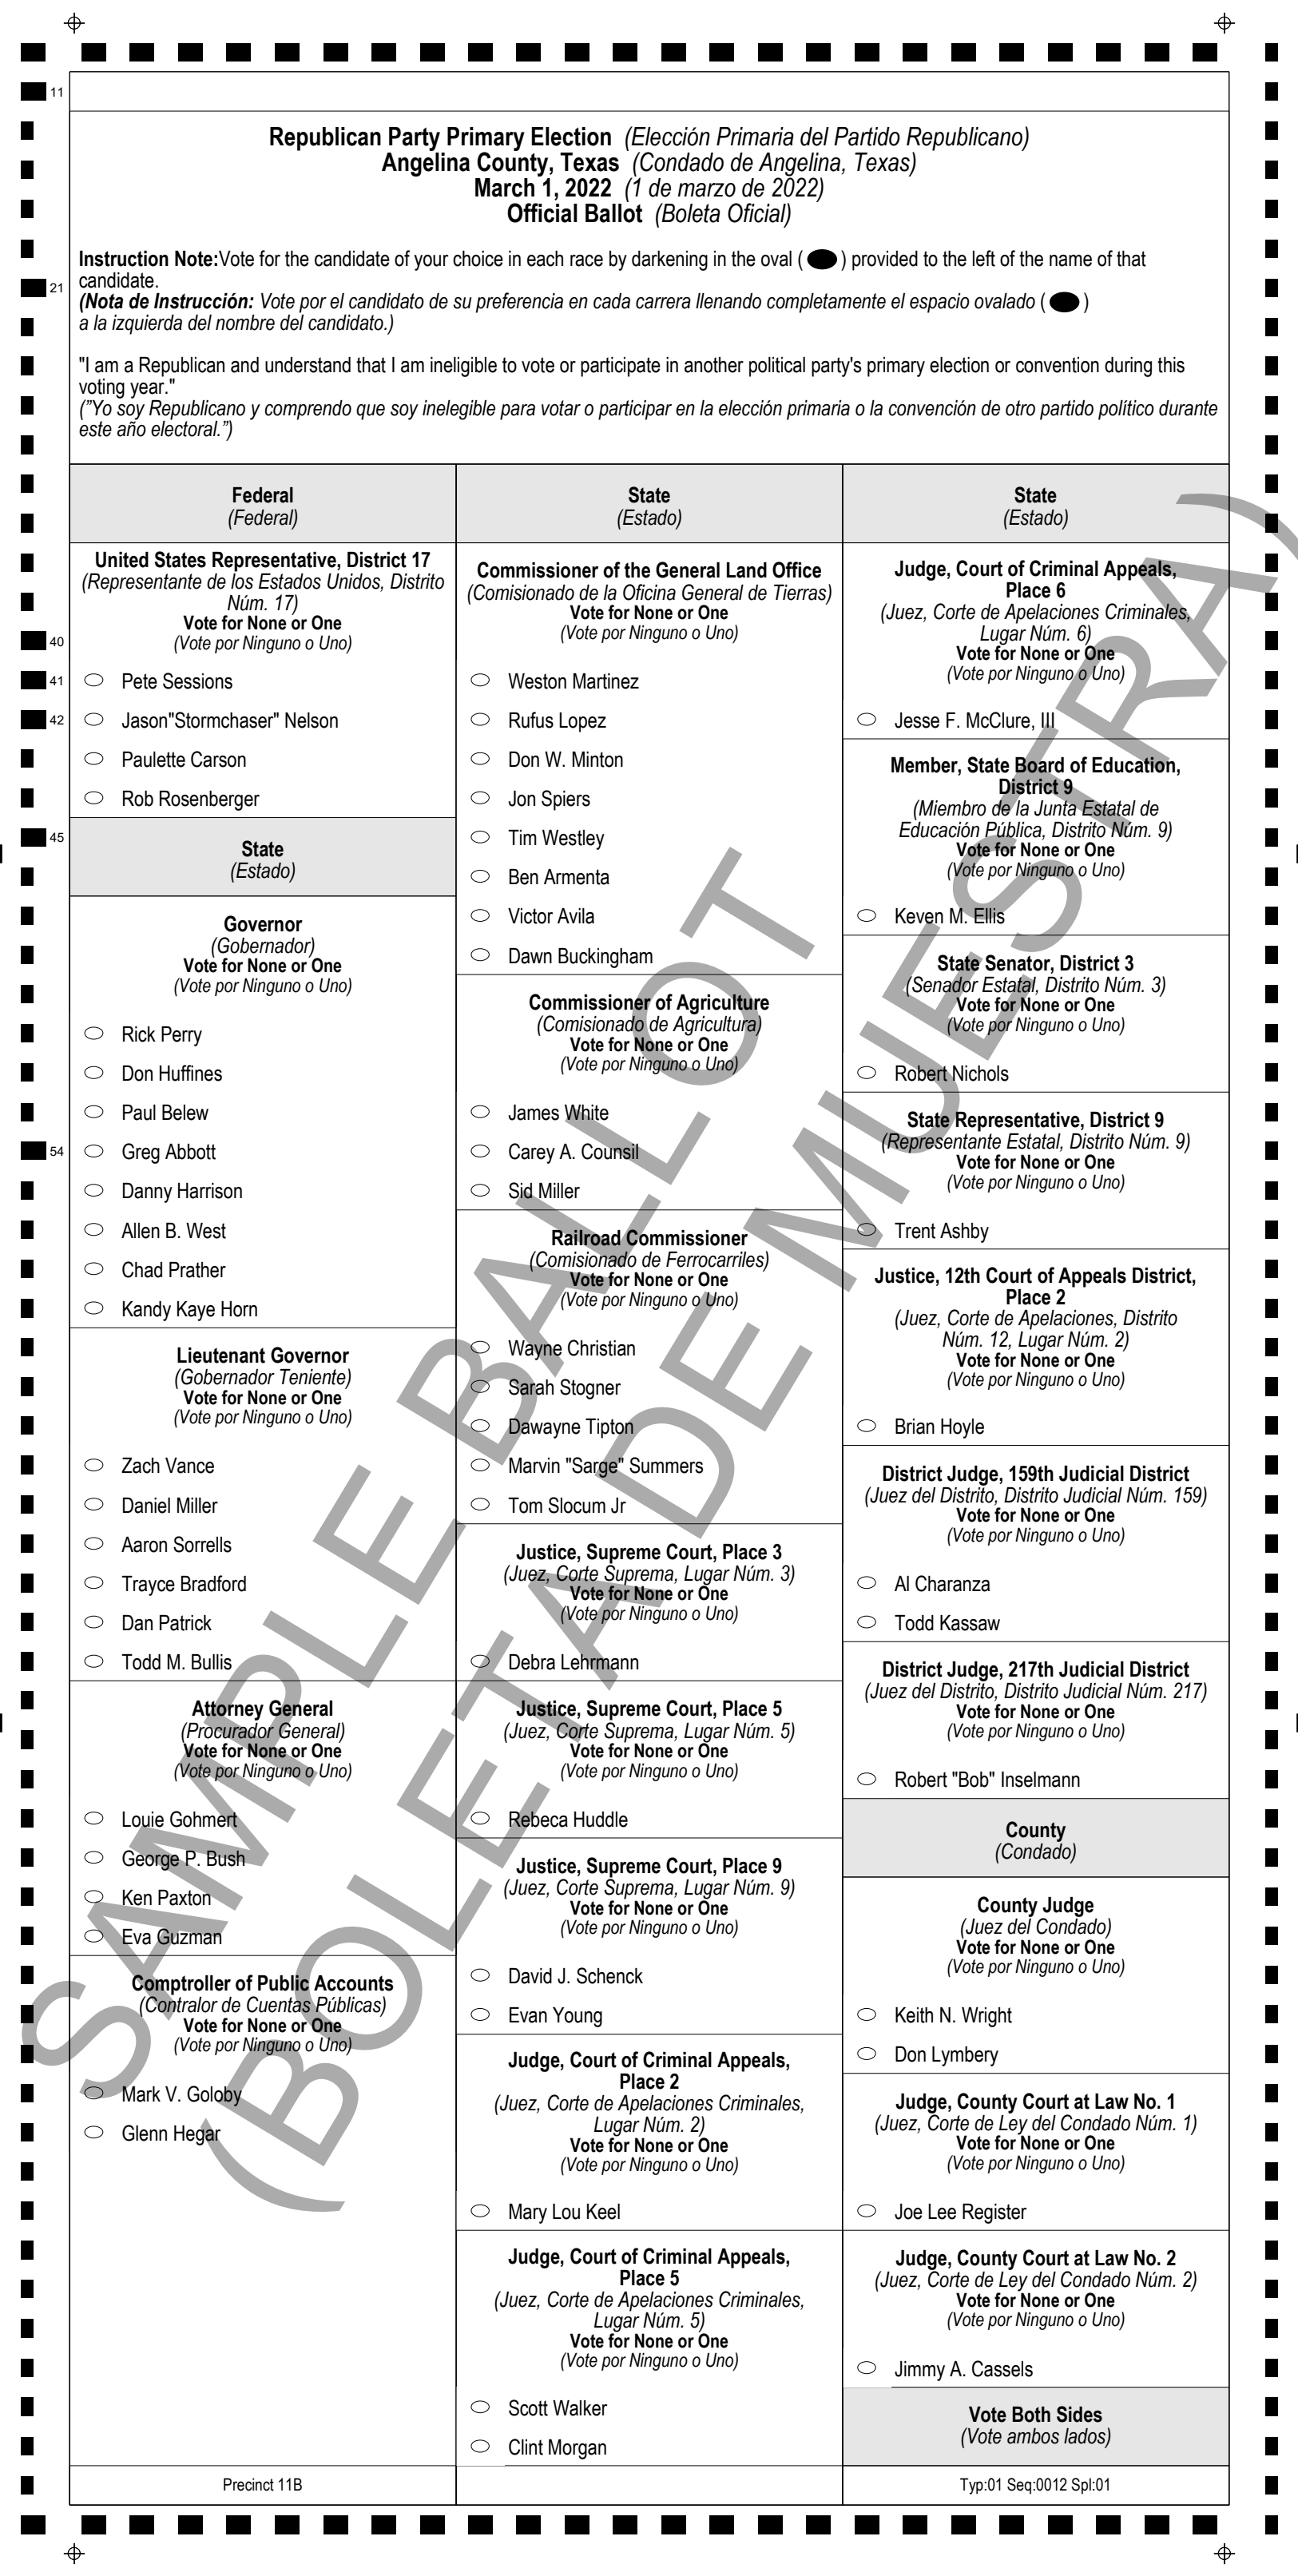 11
Republican Party Primary Election (Elección Primaria del Partido Republicano)
Angelina County, Texas (Condado de Angelina, Texas)
March 1, 2022 (1 de marzo de 2022)
Official Ballot (Boleta Oficial)
Instruction Note:Vote for the candidate of your choice in each race by darkening in the oval ( ) provided to the left of the name of that
candidate.
21
(Nota de Instrucción: Vote por el candidato de su preferencia en cada carrera llenando completamente el espacio ovalado ( )
a la izquierda del nombre del candidato.)
"I am a Republican and understand that I am ineligible to vote or participate in another political party's primary election or convention during this
voting year."
("Yo soy Republicano y comprendo que soy inelegible para votar o participar en la elección primaria o la convención de otro partido político durante
este año electoral.")
Federal
(Federal)
United States Representative, District 17
(Representante de los Estados Unidos, Distrito
Núm. 17)
Vote for None or One
(Vote por Ninguno o Uno)
40
41
Pete Sessions
42
Jason"Stormchaser" Nelson
Paulette Carson
Rob Rosenberger
45
State
(Estado)
Governor
(Gobernador)
Vote for None or One
(Vote por Ninguno o Uno)
Rick Perry
Don Huffines
Paul Belew
54
Greg Abbott
Danny Harrison
Allen B. West
Chad Prather
Kandy Kaye Horn
Lieutenant Governor
(Gobernador Teniente)
Vote for None or One
(Vote por Ninguno o Uno)
Zach Vance
Daniel Miller
Aaron Sorrells
Trayce Bradford
Dan Patrick
Todd M. Bullis
Attorney General
(Procurador General)
Vote for None or One
(Vote por Ninguno o Uno)
Louie Gohmert
George P. Bush
Ken Paxton
Eva Guzman
Comptroller of Public Accounts
(Contralor de Cuentas Públicas)
Vote for None or One
(Vote por Ninguno o Uno)
Mark V. Goloby
Glenn Hegar
Precinct 11B
State
(Estado)
Commissioner of the General Land Office
(Comisionado de la Oficina General de Tierras)
Vote for None or One
(Vote por Ninguno o Uno)
Weston Martinez
Rufus Lopez
Don W. Minton
Jon Spiers
Tim Westley
Ben Armenta
Victor Avila
Dawn Buckingham
Commissioner of Agriculture
(Comisionado de Agricultura)
Vote for None or One
(Vote por Ninguno o Uno)
James White
Carey A. Counsil
Sid Miller
Railroad Commissioner
(Comisionado de Ferrocarriles)
Vote for None or One
(Vote por Ninguno o Uno)
Wayne Christian
Sarah Stogner
Dawayne Tipton
Marvin "Sarge" Summers
Tom Slocum Jr
Justice, Supreme Court, Place 3
(Juez, Corte Suprema, Lugar Núm. 3)
Vote for None or One
(Vote por Ninguno o Uno)
Debra Lehrmann
Justice, Supreme Court, Place 5
(Juez, Corte Suprema, Lugar Núm. 5)
Vote for None or One
(Vote por Ninguno o Uno)
Rebeca Huddle
Justice, Supreme Court, Place 9
(Juez, Corte Suprema, Lugar Núm. 9)
Vote for None or One
(Vote por Ninguno o Uno)
David J. Schenck
Evan Young
Judge, Court of Criminal Appeals,
Place 2
(Juez, Corte de Apelaciones Criminales,
Lugar Núm. 2)
Vote for None or One
(Vote por Ninguno o Uno)
Mary Lou Keel
Judge, Court of Criminal Appeals,
Place 5
(Juez, Corte de Apelaciones Criminales,
Lugar Núm. 5)
Vote for None or One
(Vote por Ninguno o Uno)
Scott Walker
Clint Morgan
State
(Estado)
Judge, Court of Criminal Appeals,
Place 6
(Juez, Corte de Apelaciones Criminales,
Lugar Núm. 6)
Vote for None or One
(Vote por Ninguno o Uno)
Jesse F. McClure, III
Member, State Board of Education,
District 9
(Miembro de la Junta Estatal de
Educación Pública, Distrito Núm. 9)
Vote for None or One
(Vote por Ninguno o Uno)
Keven M. Ellis
State Senator, District 3
(Senador Estatal, Distrito Núm. 3)
Vote for None or One
(Vote por Ninguno o Uno)
Robert Nichols
State Representative, District 9
(Representante Estatal, Distrito Núm. 9)
Vote for None or One
(Vote por Ninguno o Uno)
Trent Ashby
Justice, 12th Court of Appeals District,
Place 2
(Juez, Corte de Apelaciones, Distrito
Núm. 12, Lugar Núm. 2)
Vote for None or One
(Vote por Ninguno o Uno)
Brian Hoyle
District Judge, 159th Judicial District
(Juez del Distrito, Distrito Judicial Núm. 159)
Vote for None or One
(Vote por Ninguno o Uno)
Al Charanza
Todd Kassaw
District Judge, 217th Judicial District
(Juez del Distrito, Distrito Judicial Núm. 217)
Vote for None or One
(Vote por Ninguno o Uno)
Robert "Bob" Inselmann
County
(Condado)
County Judge
(Juez del Condado)
Vote for None or One
(Vote por Ninguno o Uno)
Keith N. Wright
Don Lymbery
Judge, County Court at Law No. 1
(Juez, Corte de Ley del Condado Núm. 1)
Vote for None or One
(Vote por Ninguno o Uno)
Joe Lee Register
Judge, County Court at Law No. 2
(Juez, Corte de Ley del Condado Núm. 2)
Vote for None or One
(Vote por Ninguno o Uno)
Jimmy A. Cassels
Vote Both Sides
(Vote ambos lados)
Typ:01 Seq:0012 Spl:01
SAMPLE BALLOT
(BOLETA DE MUESTRA)